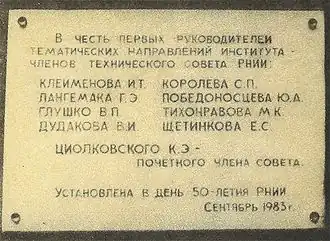 В ЧЕСТЬ ПЕРВЫХ РУКОВОДИТЕЛЕЙ
ТЕМАТИЧЕСКИХ НАПРАВЛЕНИЙ ИНСТИТУТА -
ЧЛЕНОВ ТЕХНИЧЕСКОГО СОВЕТА РНИИ:
КЛЕЙМЕНОВА И.Т. КОРОЛЕВА С.П.
ЛАНГЕМАКА Г.Э. ПОБЕДОНОСЦЕВА Ю.А.
ГЛУШКО В.П. ТИХОНРАВОВА М.К.
ДУДАКОВА В.И. ЩЕТИНКОВА Е.С.
ЦИОЛКОВСКОГО К.Э. -
ПОЧЕТНОГО ЧЛЕНА СОВЕТА.
УСТАНОВЛЕНА В ДЕНЬ 50-ЛЕТИЯ РНИИ
СЕНТЯБРЬ 1983 г.